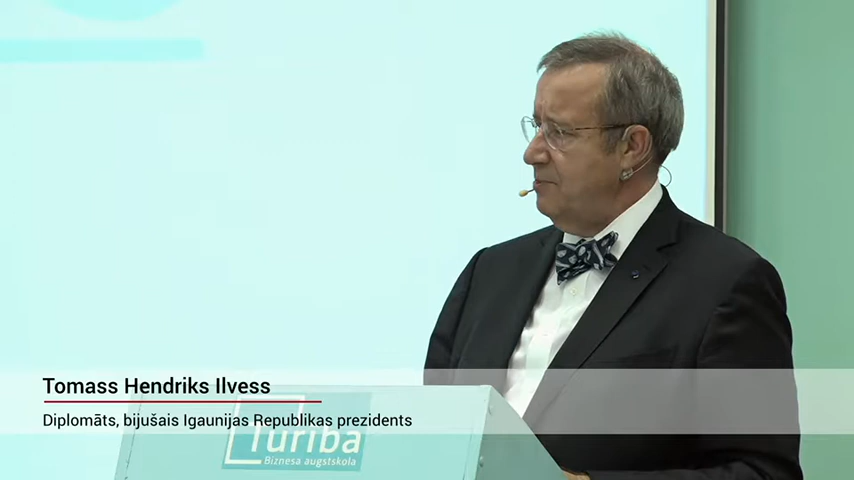 Tomass Hendriks Ilvess
Diplomāts, bijušais Igaunijas Republikas prezidents
Turība
Biznesa augstskola